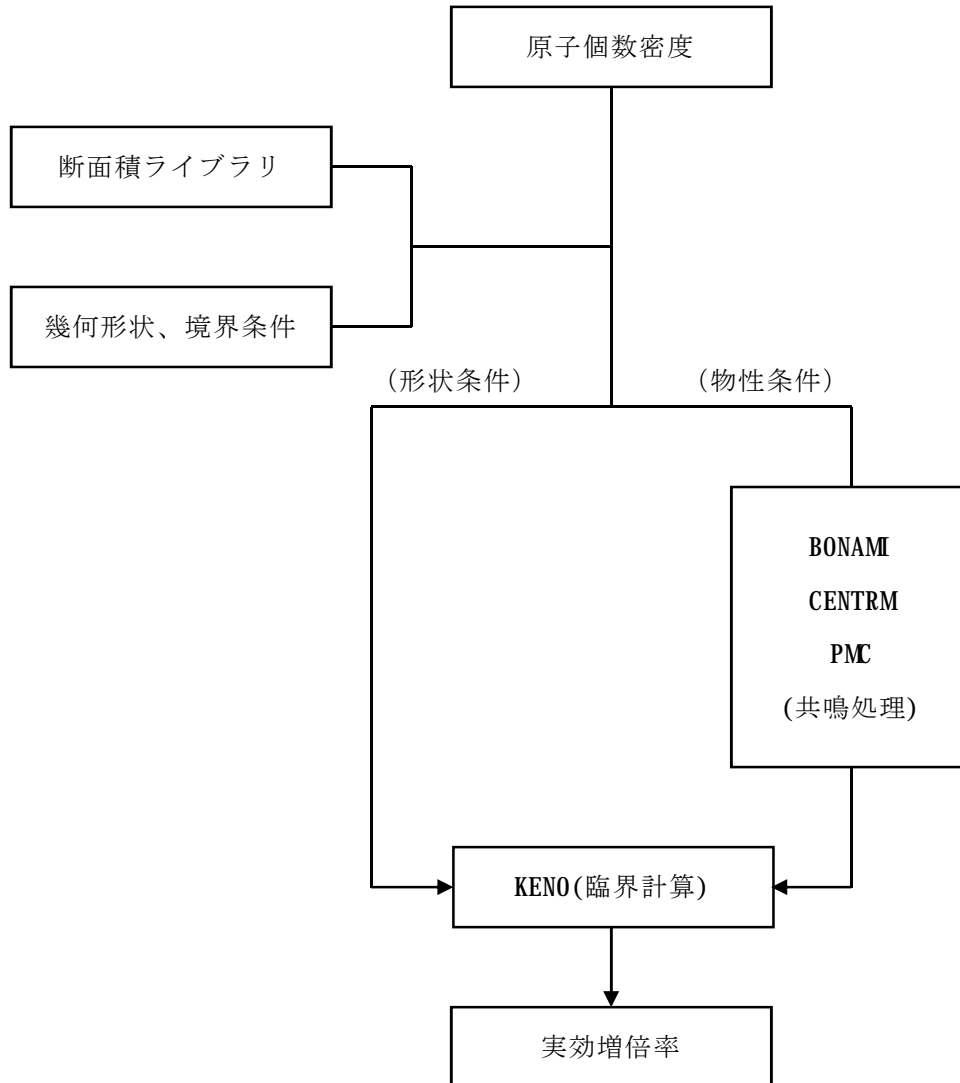 原子個数密度
断面積ライブラリ
幾何形状、境界条件
(形状条件)
(物性条件)
BONAMI
CENTRM
PMC
(共鳴処理)
KENO(臨界計算)
実効増倍率